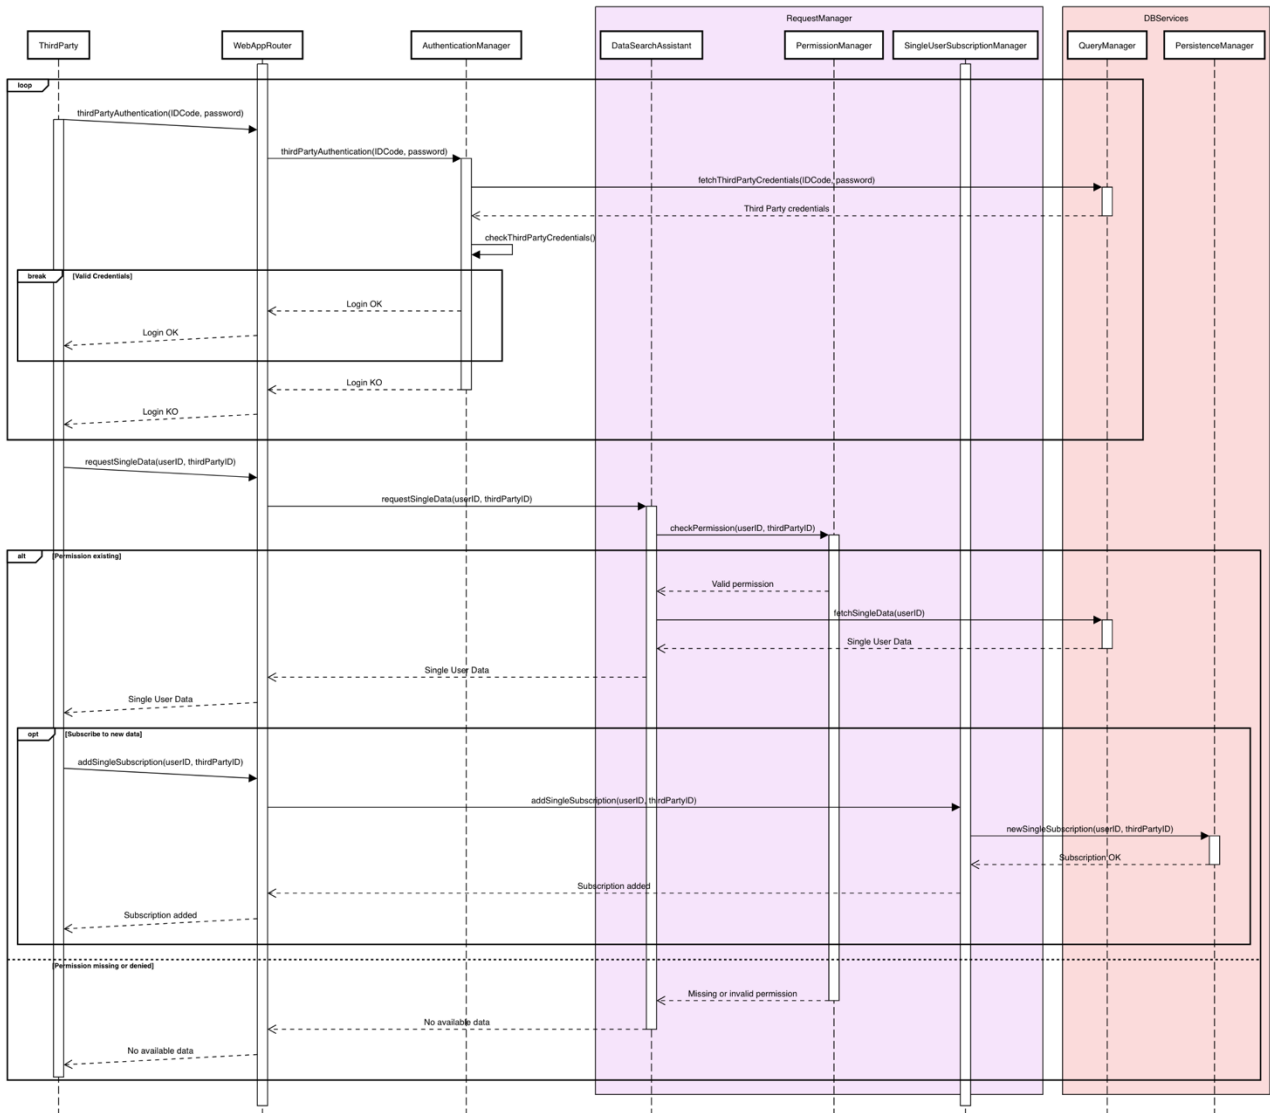 RequestManager
DBServices
ThirdParty
WebAppRouter
AuthenticationManager
DataSearchAssistant
PermissionManager
SingleUserSubscriptionManager
QueryManager
PersistenceManager
loop
thirdPartyAuthentication(IDCode, password)
thirdPartyAuthentication(IDCode, password)
fetchThirdPartyCredentials(IDCode, password)
Third Party credentials
checkThirdPartyCredentials()
break
[Valid Credentials]
Login OK
Login OK
Login KO
Login KO
requestSingleData(userID, thirdPartyID)
requestSingleData(userID, thirdPartyID)
checkPermission(userID, thirdPartyID)
alt
[Permission existing]
Valid permission
fetchSingleData(userID)
Single User Data
Single User Data
Single User Data
opt
[Subscribe to new data]
addSingleSubscription(userID, thirdPartyID)
addSingleSubscription(userID, thirdPartyID)
newSingleSubscription(userID, thirdPartyID)
Subscription OK
Subscription added
Subscription added
[Permission missing or denied]
Missing or invalid permission
No available data
No available data